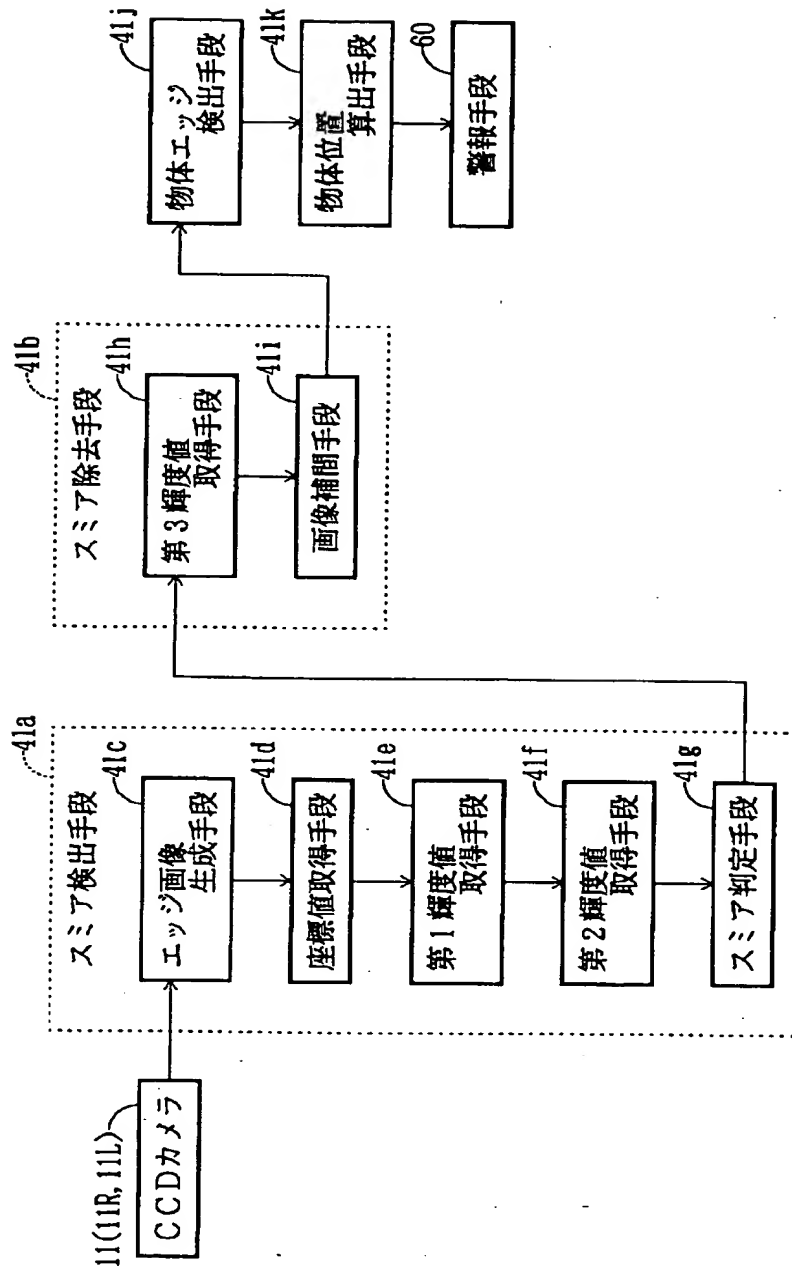 11(11R, 11L)
CCDカメラ
41a
スミア検出手段
41c
エッジ画像
生成手段
41d
座標値取得手段
41e
第1輝度値
取得手段
41f
第2輝度値
取得手段
41g
スミア判定手段
41b
スミア除去手段
41h
第3輝度値
取得手段
41i
画像補間手段
41j
物体エッジ
検出手段
41k
物体位置
算出手段
60
警報手段